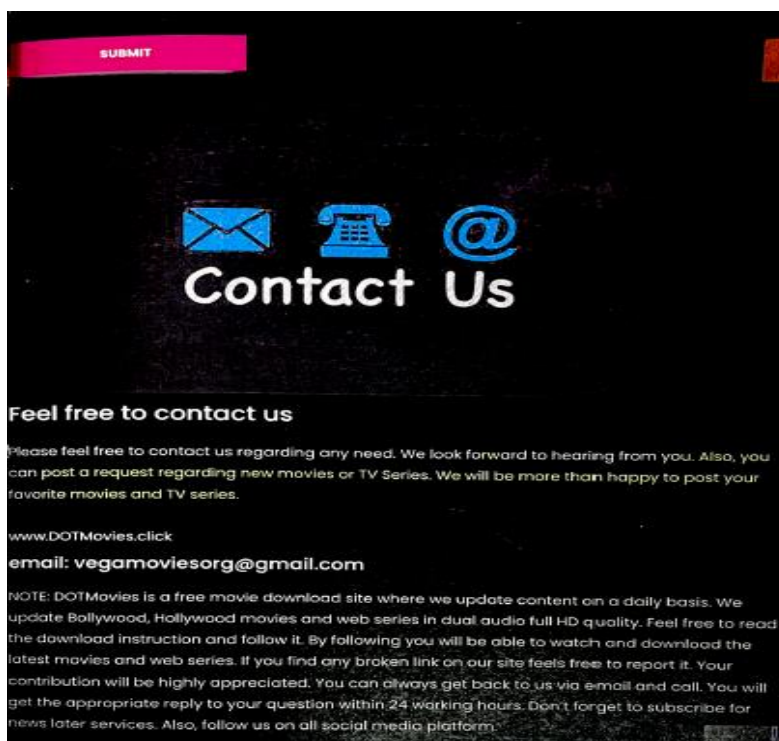 SUBMIT
Contact Us
Feel free to contact us
Please feel free to contact us regarding any need. We look forward to hearing from you. Also, you
can post a request regarding new movies or TV Series. We will be more than happy to post your
favorite movies and TV series.
www.DOTMovies.click
email: vegamoviesorg@gmail.com
NOTE: DOTMovies is a free movie download site where we update content on a daily basis. We
update Bollywood, Hollywood movies and web series in dual audio full HD quality. Feel free to read
the download instruction and follow it. By following you will be able to watch and download the
latest movies and web series. If you find any broken link on our site feels free to report it. Your
contribution will be highly appreciated. You can always get back to us via email and call. You will
get the appropriate reply to your question within 24 working hours. Don't forget to subscribe for
news later services. Also, follow us on all social media platform.